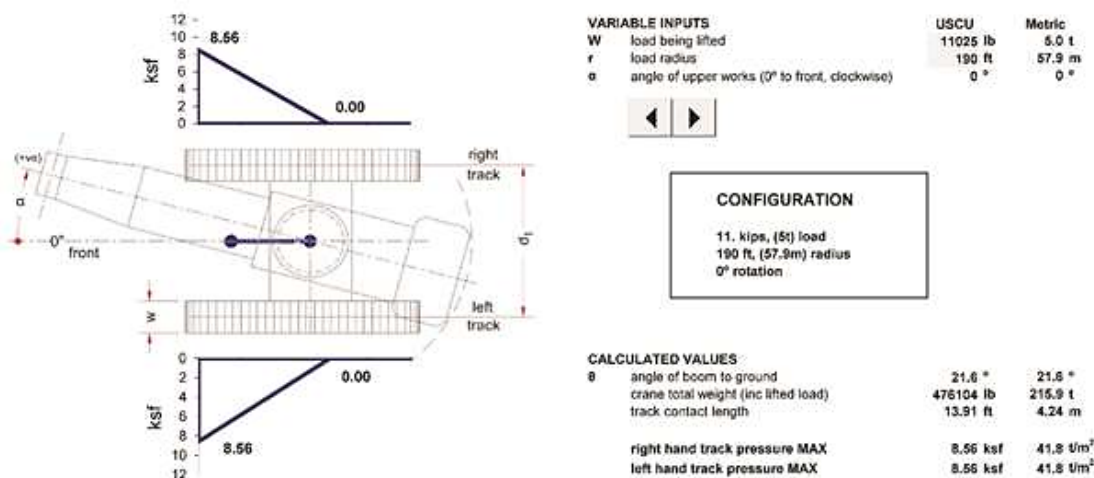 12
10
8
6
4
2
0
ksf
8.56
0.00
(+ve)
α
0°
front
right
track
d₁
left
track
w
0
2
4
6
8
10
12
ksf
0.00
8.56
VARIABLE INPUTS USCU Metric
W load being lifted 11025 lb 5.0 t
r load radius 190 ft 57.9 m
α angle of upper works (0° to front, clockwise) 0 ° 0 °
CONFIGURATION
11. kips, (5t) load
190 ft, (57.9m) radius
0° rotation
CALCULATED VALUES
θ angle of boom to ground 21.6 ° 21.6 °
crane total weight (inc lifted load) 476104 lb 215.9 t
track contact length 13.91 ft 4.24 m
right hand track pressure MAX 8.56 ksf 41.8 t/m²
left hand track pressure MAX 8.56 ksf 41.8 t/m²